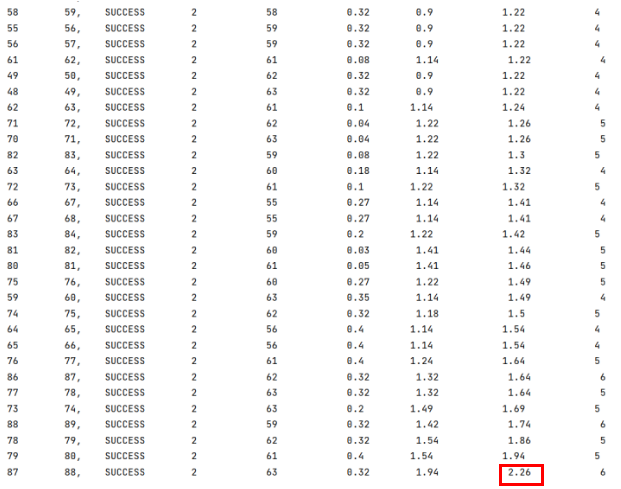 58 59, SUCCESS 2 58 0.32 0.9 1.22 4
55 56, SUCCESS 2 59 0.32 0.9 1.22 4
56 57, SUCCESS 2 59 0.32 0.9 1.22 4
61 62, SUCCESS 2 61 0.08 1.14 1.22 4
49 50, SUCCESS 2 62 0.32 0.9 1.22 4
48 49, SUCCESS 2 63 0.32 0.9 1.22 4
62 63, SUCCESS 2 61 0.1 1.14 1.24 4
71 72, SUCCESS 2 62 0.04 1.22 1.26 5
70 71, SUCCESS 2 63 0.04 1.22 1.26 5
82 83, SUCCESS 2 59 0.08 1.22 1.3 5
63 64, SUCCESS 2 60 0.18 1.14 1.32 4
72 73, SUCCESS 2 61 0.1 1.22 1.32 5
66 67, SUCCESS 2 55 0.27 1.14 1.41 4
67 68, SUCCESS 2 55 0.27 1.14 1.41 4
83 84, SUCCESS 2 59 0.2 1.22 1.42 5
81 82, SUCCESS 2 60 0.03 1.41 1.44 5
80 81, SUCCESS 2 61 0.05 1.41 1.46 5
75 76, SUCCESS 2 60 0.27 1.22 1.49 5
59 60, SUCCESS 2 63 0.35 1.14 1.49 4
74 75, SUCCESS 2 62 0.32 1.18 1.5 5
64 65, SUCCESS 2 56 0.4 1.14 1.54 4
65 66, SUCCESS 2 56 0.4 1.14 1.54 4
76 77, SUCCESS 2 61 0.4 1.24 1.64 5
86 87, SUCCESS 2 62 0.32 1.32 1.64 6
77 78, SUCCESS 2 63 0.32 1.32 1.64 5
73 74, SUCCESS 2 63 0.2 1.49 1.69 5
88 89, SUCCESS 2 59 0.32 1.42 1.74 6
78 79, SUCCESS 2 62 0.32 1.54 1.86 5
79 80, SUCCESS 2 61 0.4 1.54 1.94 5
87 88, SUCCESS 2 63 0.32 1.94 2.26 6